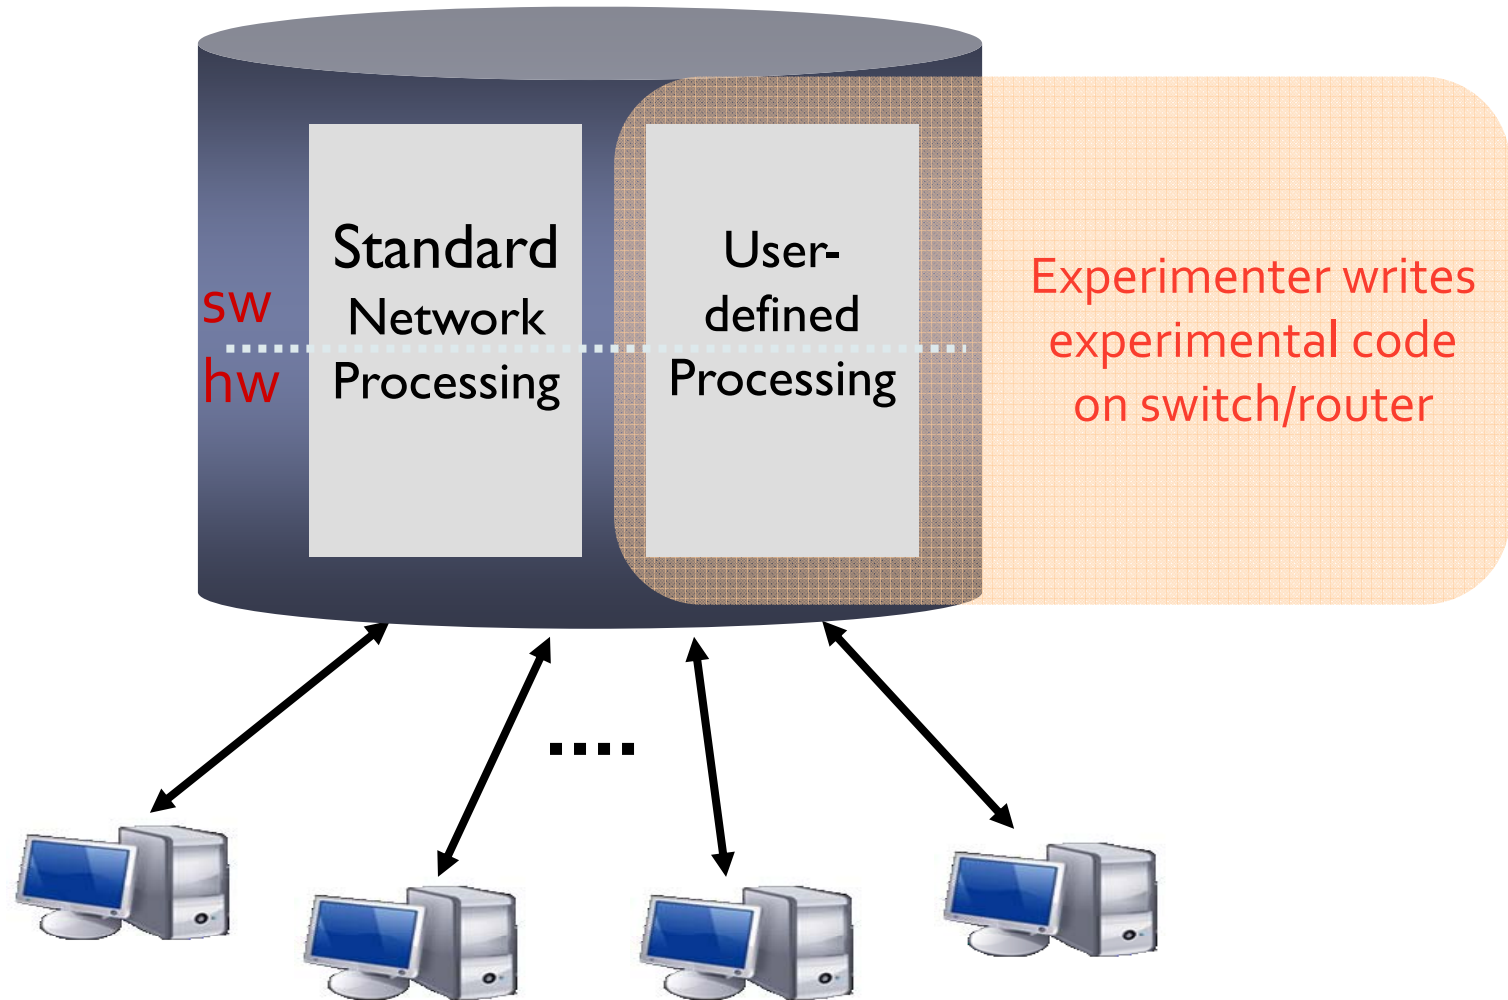 Standard
Network
Processing
User-
defined
Processing
sw
hw
Experimenter writes
experimental code
on switch/router